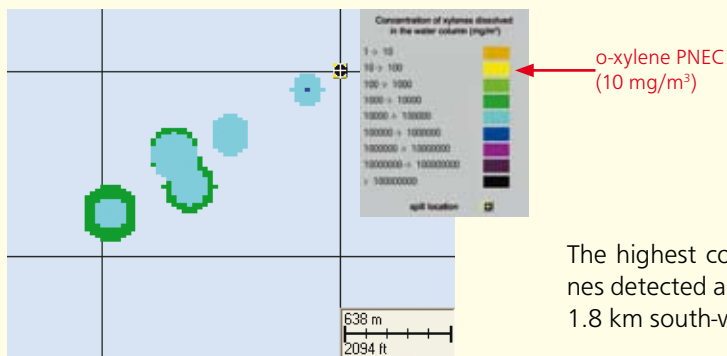 Concentration of xylenes dissolved
in the water column (mg/m³)
1 > 10
10 > 100
100 > 1000
1000 > 10000
10000 > 100000
100000 > 1000000
1000000 > 10000000
10000000 > 100000000
> 100000000
spill location
o-xylene PNEC
(10 mg/m³)
The highest co
nes detected a
1.8 km south-w
638 m
2094 ft